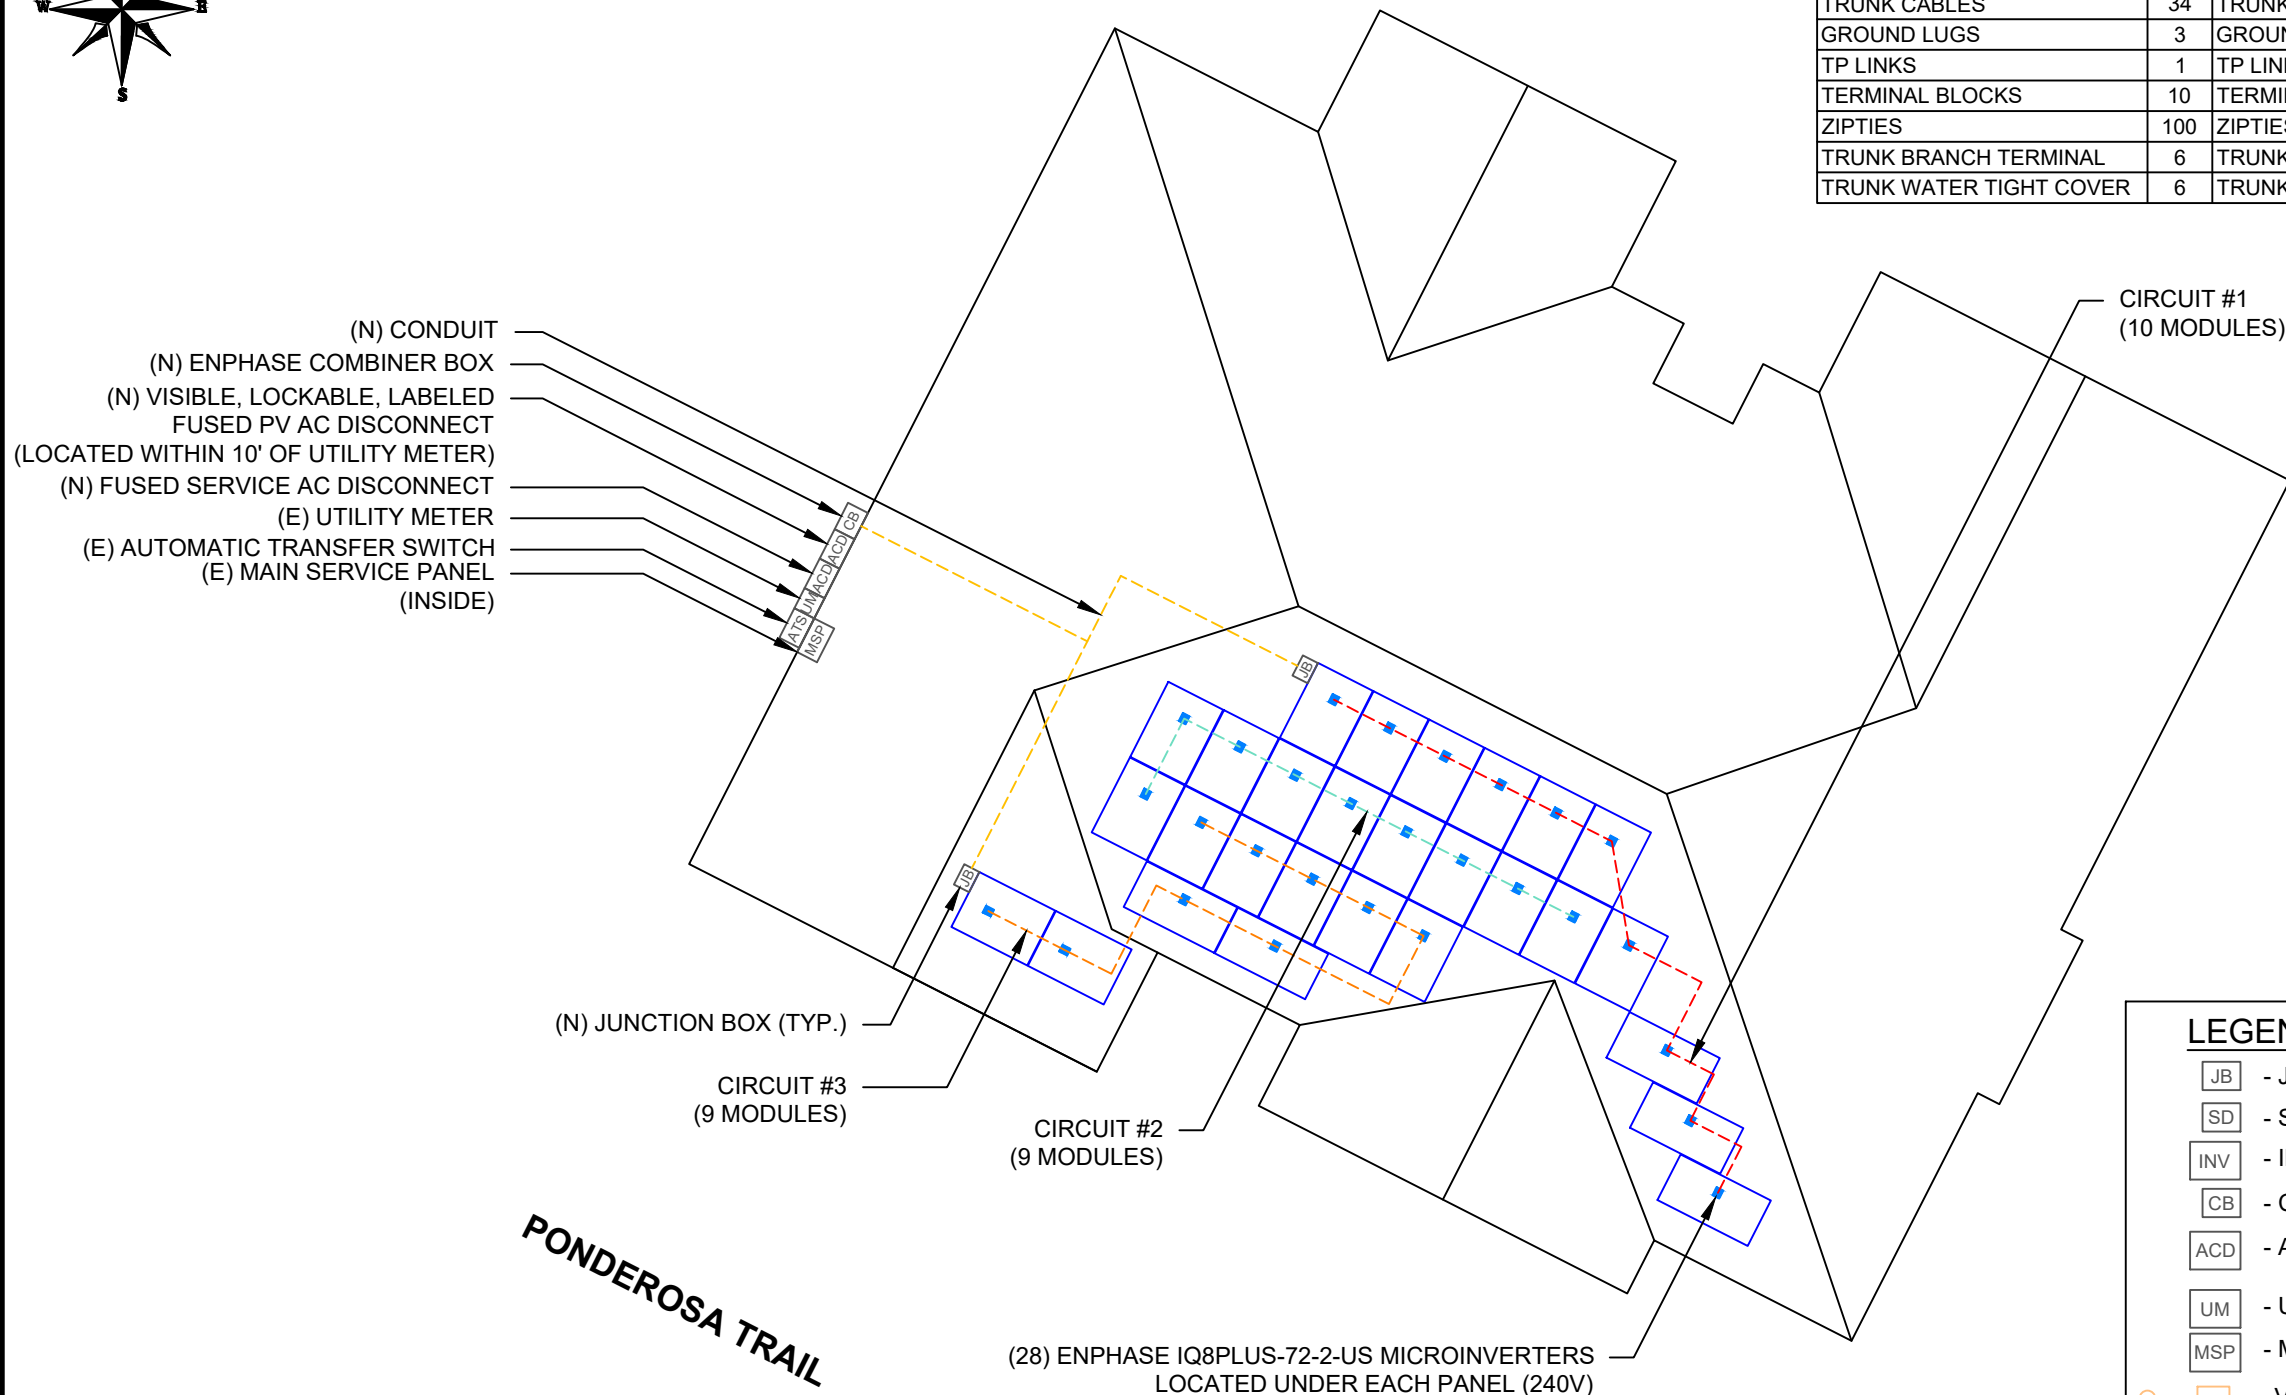 W
E
S
TRUNK CABLES 34 TRUNK
GROUND LUGS 3
TP LINKS 1
TERMINAL BLOCKS 10
ZIPTIES 100 ZIPTIES
TRUNK BRANCH TERMINAL 6 TRUNK
TRUNK WATER TIGHT COVER 6 TRUNK
CIRCUIT #1
(10 MODULES)
(N) CONDUIT
(N) ENPHASE COMBINER BOX
(N) VISIBLE, LOCKABLE, LABELED
FUSED PV AC DISCONNECT
(LOCATED WITHIN 10' OF UTILITY METER)
(N) FUSED SERVICE AC DISCONNECT
(E) UTILITY METER
(E) AUTOMATIC TRANSFER SWITCH
(E) MAIN SERVICE PANEL
(INSIDE)
CB
ACD
ACD
UM
ATS
MSP
JB
JB
(N) JUNCTION BOX (TYP.)
CIRCUIT #3
(9 MODULES)
CIRCUIT #2
(9 MODULES)
PONDEROSA TRAIL
(28) ENPHASE IQ8PLUS-72-2-US MICROINVERTERS
LOCATED UNDER EACH PANEL (240V)
JB - J
SD - S
INV - I
CB - C
ACD - A
UM - U
MSP - M